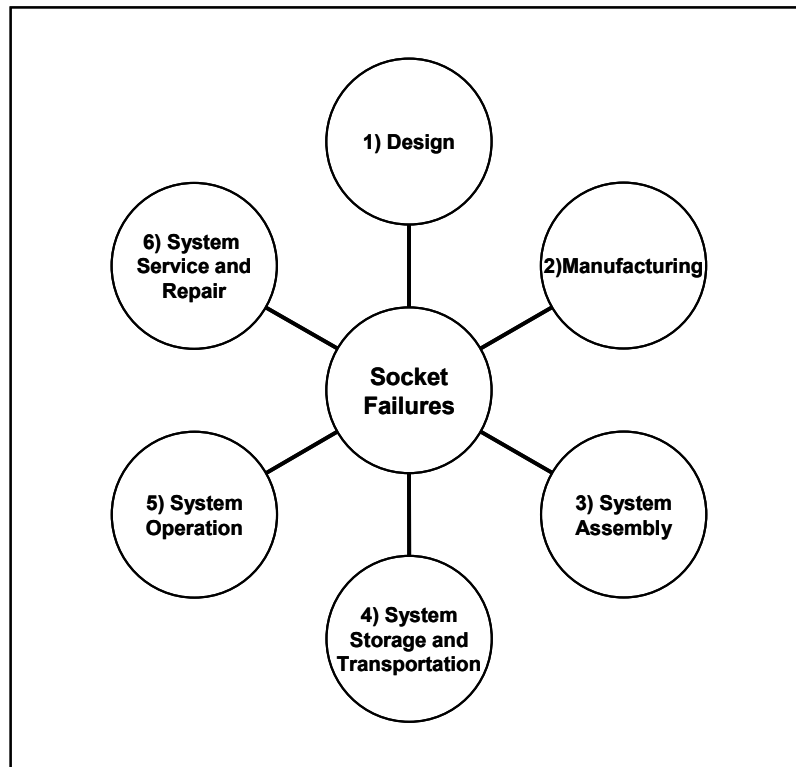 1) Design
2)Manufacturing
3) System
Assembly
4) System
Storage and
Transportation
5) System
Operation
6) System
Service and
Repair
Socket
Failures